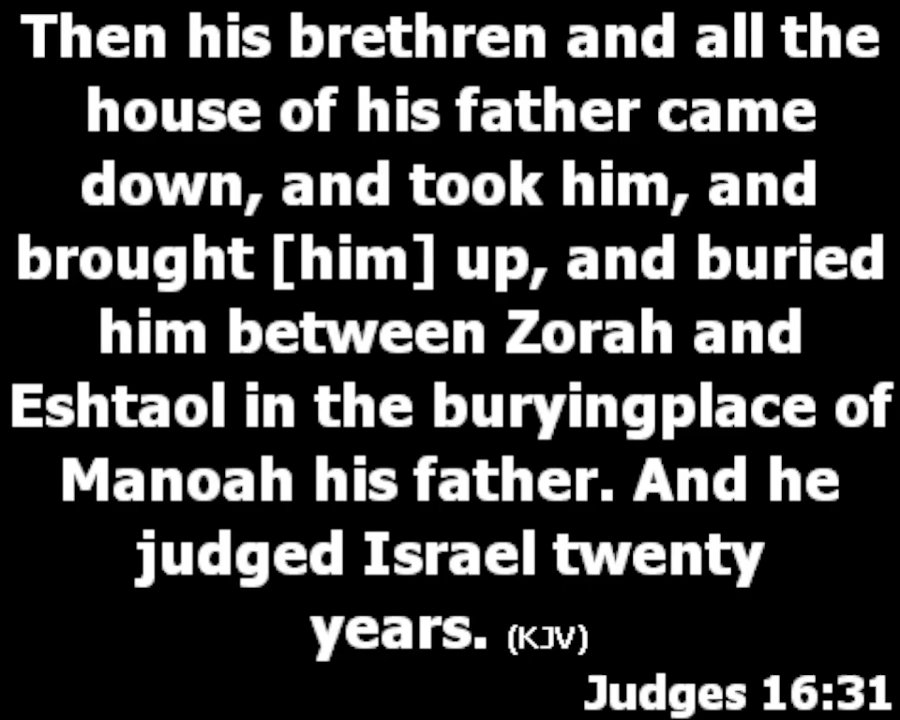 Then his brethren and all the
house of his father came
down, and took him, and
brought [him] up, and buried
him between Zorah and
Eshtaol in the buryingplace of
Manoah his father. And he
judged Israel twenty
years. (KJV)
Judges 16:31